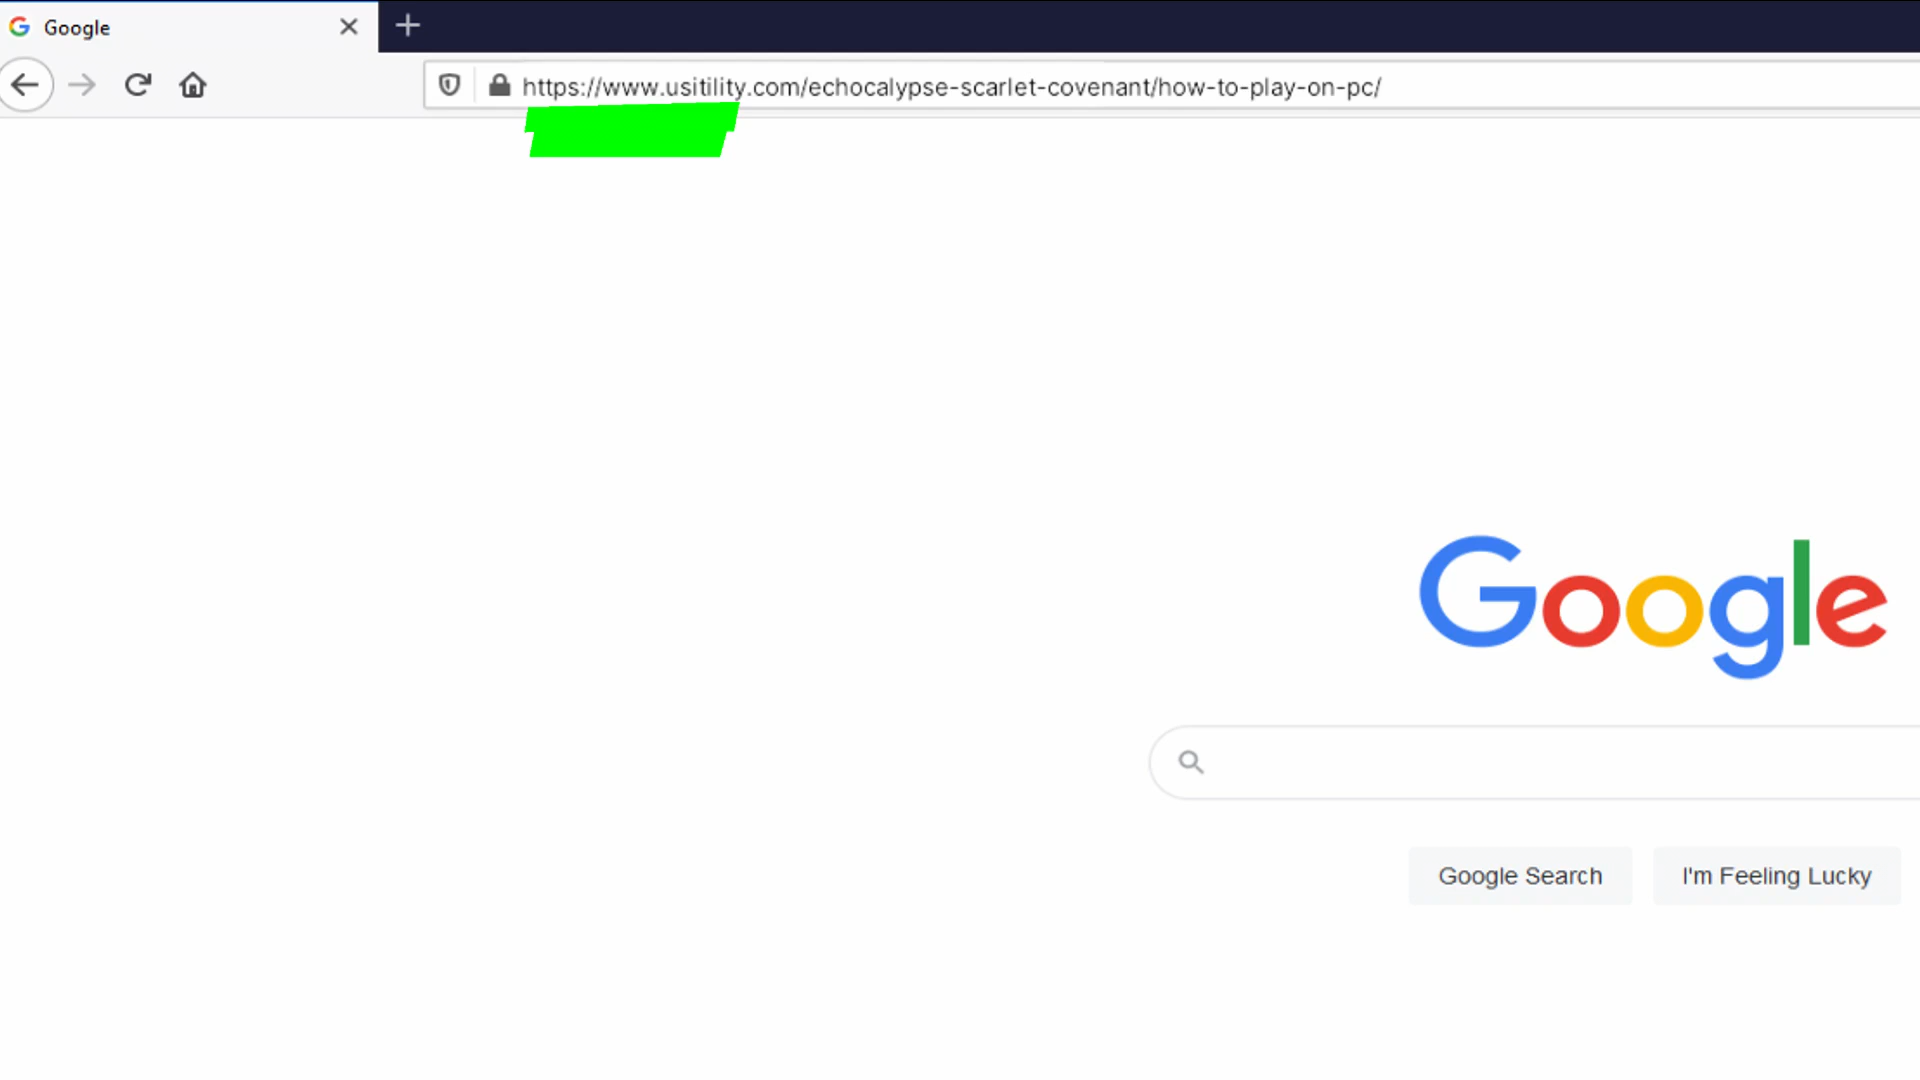 Google
https://www.usitility.com/echocalypse-scarlet-covenant/how-to-play-on-pc/
Google
Google Search
I'm Feeling Lucky